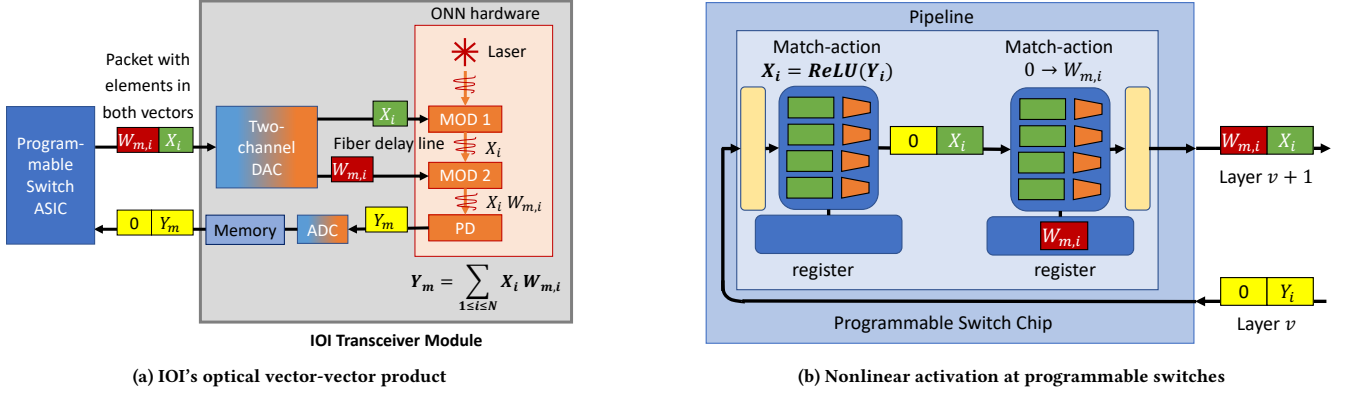 ONN hardware
Laser
Packet with
elements in
both vectors
Program-
mable
Switch
ASIC
W_{m,i} X_i
Two-
channel
DAC
X_i
MOD 1
Fiber delay line
X_i
W_{m,i}
MOD 2
X_i W_{m,i}
0 Y_m
Memory
ADC
Y_m
PD
Y_m = \sum_{1≤i≤N} X_i W_{m,i}
IOI Transceiver Module
(a) IOI's optical vector-vector product
Pipeline
Match-action
X_i = ReLU(Y_i)
Match-action
0 → W_{m,i}
0 X_i
W_{m,i} X_i
Layer v + 1
W_{m,i}
register
register
0 Y_i
Layer v
Programmable Switch Chip
(b) Nonlinear activation at programmable switches